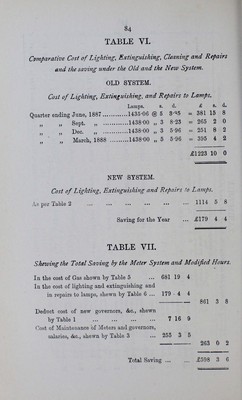 84
TABLE VI.
Comparative Cost of Lighting, Extinguishing, Cleaning and Repairs
and the saving under the Old and the New System.
OLD SYSTEM.
Cost of Lighting, Extinguishing, and Repairs to Lamps.
Lamps. s. d. £ s. d.
Quarter ending June, 1887 1435·06 @ 5 = 381 15 8
„ „ Sept. „ 1438·00 „ 3 8·23 = 265 2 0
„ „ Dec. „ 1438·00 „ 3 5·96 = 251 8 2
„ „ March, 1888 1438·00 „ 5 5·96 = 355 4 2
£1223 10 0
NEW SYSTEM.
Cost of Lighting, Extinguishing and Repairs to Lamps.
As per Table 2 1114 5 8
Saving for the Year £179 4 4
TABLE VII.
Shewing the Total Saving by the Meter System and Modified Hours.
In the cost of Gas shewn by Table 5 681 19 4
In the cost of lighting and extinguishing and
in repairs to lamps, shewn by Table 6 179 4 4
861 3 8
Deduct cost of new governors, &c., shewn
by Table 1 7 16 9
Cost of Maintenance of Meters and governors,
salaries, &c., shewn by Table 3 255 3 5
263 0 2
Total Saving £598 3 6